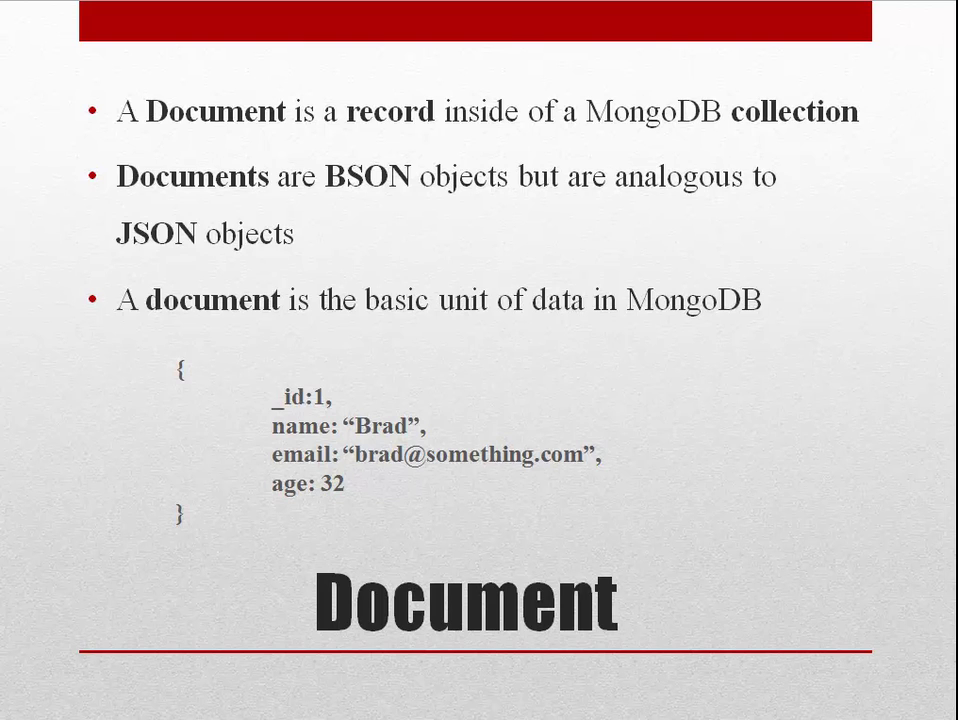 • A Document is a record inside of a MongoDB collection
• Documents are BSON objects but are analogous to
JSON objects
• A document is the basic unit of data in MongoDB
{
_id:1,
name: “Brad”,
email: “brad@something.com”,
age: 32
}
Document